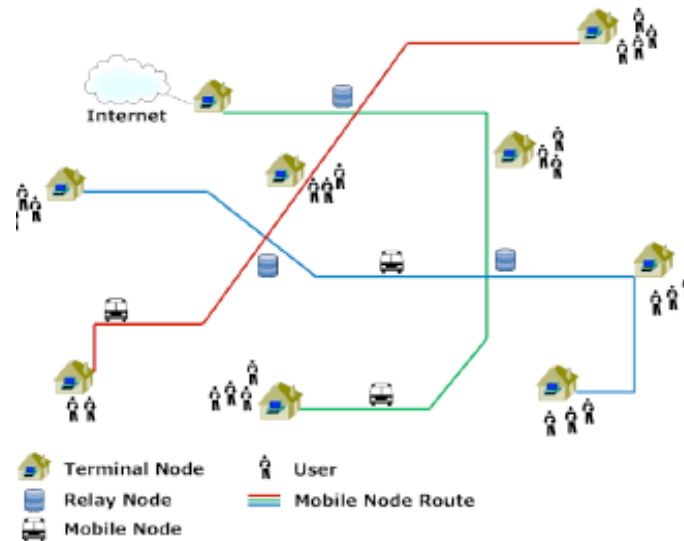 Internet
Terminal Node
User
Relay Node
Mobile Node Route
Mobile Node